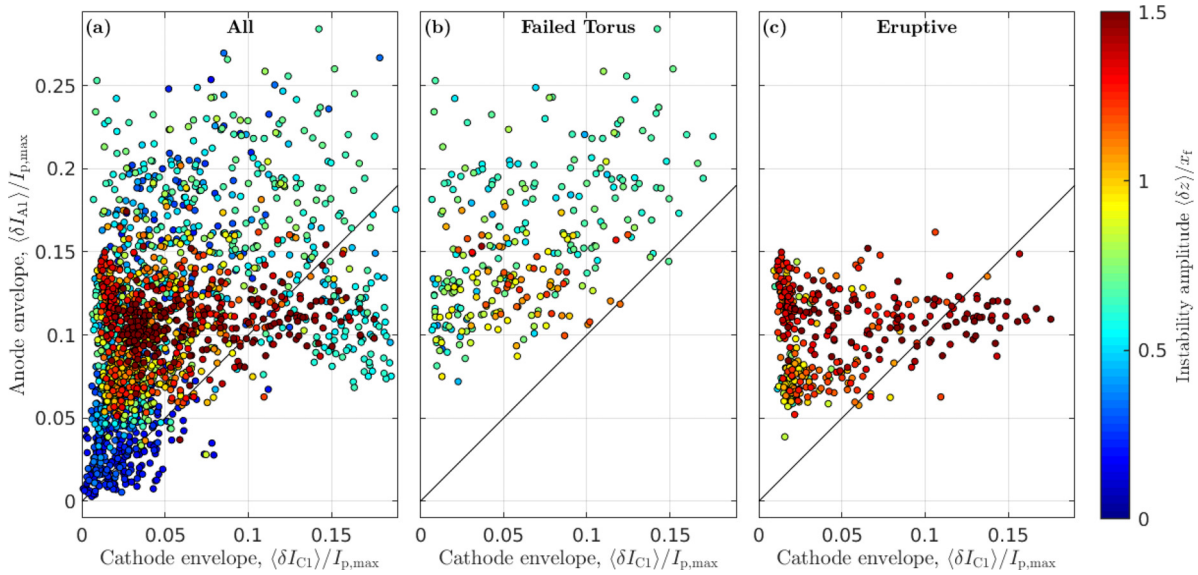 (a) All
(b) Failed Torus
(c) Eruptive
Anode envelope, ⟨δI_A1⟩/I_p,max
0.25
0.2
0.15
0.1
0.05
0
0 0.05 0.1 0.15
0 0.05 0.1 0.15
0 0.05 0.1 0.15
Cathode envelope, ⟨δI_C1⟩/I_p,max
Cathode envelope, ⟨δI_C1⟩/I_p,max
Cathode envelope, ⟨δI_C1⟩/I_p,max
1.5
1
0.5
0
Instability amplitude ⟨δz⟩/x_f